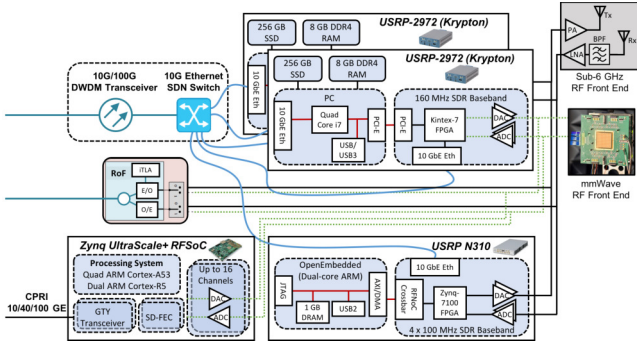 USRP-2972 (Krypton)
256 GB
SSD
8 GB DDR4
RAM
10 GbE Eth
USRP-2972 (Krypton)
256 GB
SSD
8 GB DDR4
RAM
10 GbE Eth
PC
Quad
Core i7
USB/
USB3
PCI-E
PCI-E
160 MHz SDR Baseband
Kintex-7
FPGA
DAC
ADC
10 GbE Eth
Tx
PA
Rx
LNA
BPF
Sub-6 GHz
RF Front End
mmWave
RF Front End
10G/100G
DWDM Transceiver
10G Ethernet
SDN Switch
RoF
iTLA
E/O
O/E
Zynq UltraScale+ RFSoC
Processing System
Quad ARM Cortex-A53
Dual ARM Cortex-R5
Up to 16
Channels
DAC
ADC
CPRI
10/40/100 GE
GTY
Transceiver
SD-FEC
USRP N310
10 GbE Eth
OpenEmbedded
(Dual-core ARM)
JTAG
1 GB
DRAM
USB2
AXI/DMA
RFNoC
Crossbar
Zynq-
7100
FPGA
DAC
ADC
4 x 100 MHz SDR Baseband